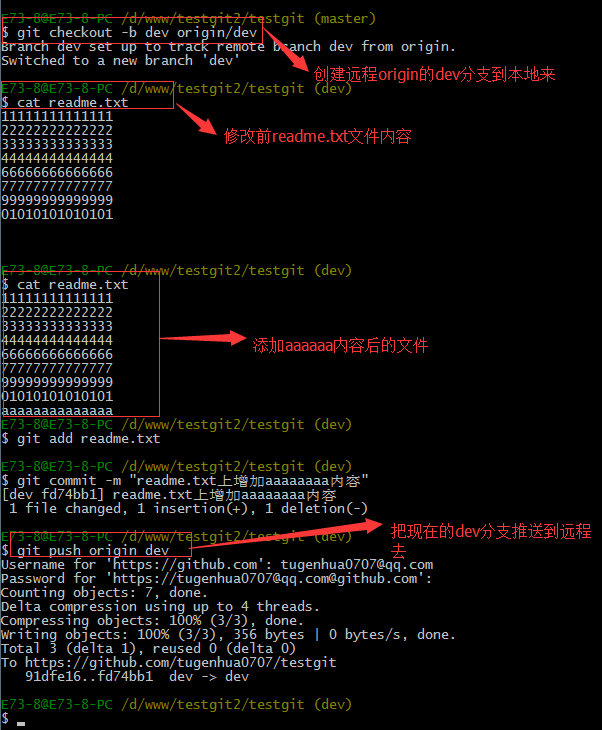 E73-8@E73-8-PC /d/www/testgit2/testgit (master)
$ git checkout -b dev origin/dev
Branch dev set up to track remote branch dev from origin.
Switched to a new branch 'dev'
创建远程origin的dev分支到本地来
E73-8@E73-8-PC /d/www/testgit2/testgit (dev)
$ cat readme.txt
11111111111111
22222222222222
修改前readme.txt文件内容
33333333333333
44444444444444
66666666666666
77777777777777
99999999999999
01010101010101
E73-8@E73-8-PC /d/www/testgit2/testgit (dev)
$ cat readme.txt
11111111111111
22222222222222
33333333333333
44444444444444
添加aaaaaa内容后的文件
66666666666666
77777777777777
99999999999999
01010101010101
aaaaaaaaaaaaaa
E73-8@E73-8-PC /d/www/testgit2/testgit (dev)
$ git add readme.txt
E73-8@E73-8-PC /d/www/testgit2/testgit (dev)
$ git commit -m "readme.txt上增加aaaaaaaa内容"
[dev fd74bb1] readme.txt上增加aaaaaaaa内容
1 file changed, 1 insertion(+), 1 deletion(-)
把现在的dev分支推送到远程
去
E73-8@E73-8-PC /d/www/testgit2/testgit (dev)
$ git push origin dev
Username for 'https://github.com': tugenhua0707@qq.com
Password for 'https://tugenhua0707@qq.com@github.com':
Counting objects: 7, done.
Delta compression using up to 4 threads.
Compressing objects: 100% (3/3), done.
Writing objects: 100% (3/3), 356 bytes | 0 bytes/s, done.
Total 3 (delta 1), reused 0 (delta 0)
To https://github.com/tugenhua0707/testgit
91dfe16..fd74bb1  dev -> dev
E73-8@E73-8-PC /d/www/testgit2/testgit (dev)
$